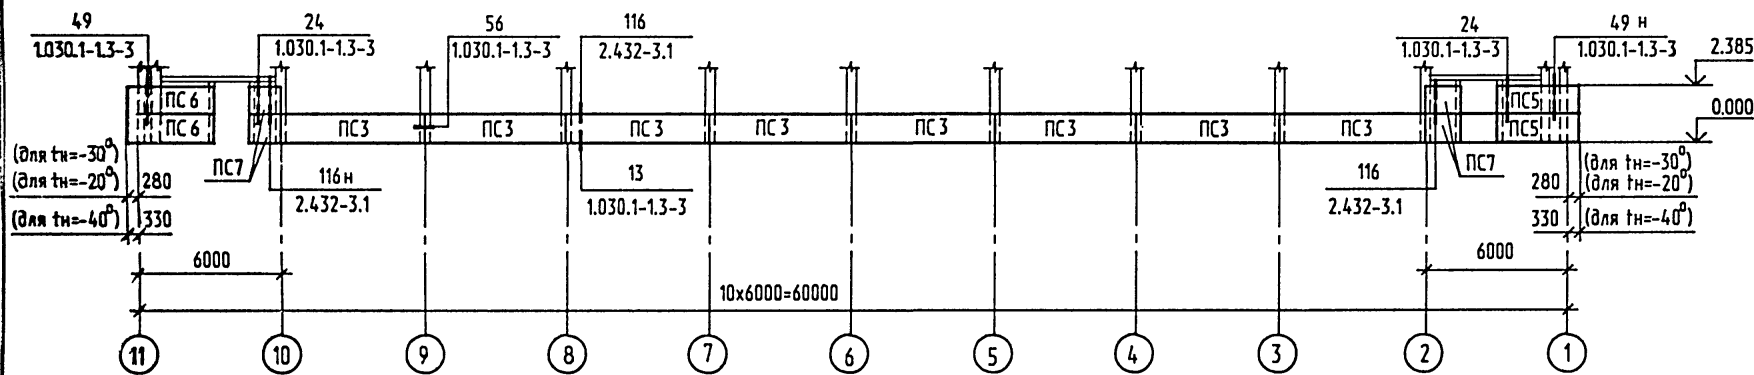 49
1.030.1-1.3-3
24
1.030.1-1.3-3
56
1.030.1-1.3-3
116
2.432-3.1
24
1.030.1-1.3-3
49 н
1.030.1-1.3-3
2.385
0.000
ПС 6
ПС 6
ПС5
ПС5
ПС3 ПС3 ПС3 ПС3 ПС3 ПС3 ПС3 ПС3
ПС7
116 н
2.432-3.1
13
1.030.1-1.3-3
116
2.432-3.1
ПС7
(для tн=-30°)
(для tн=-20°) 280
(для tн=-40°) 330
(для tн=-30°)
280 (для tн=-20°)
330 (для tн=-40°)
6000
6000
10х6000=60000
11 10 9 8 7 6 5 4 3 2 1